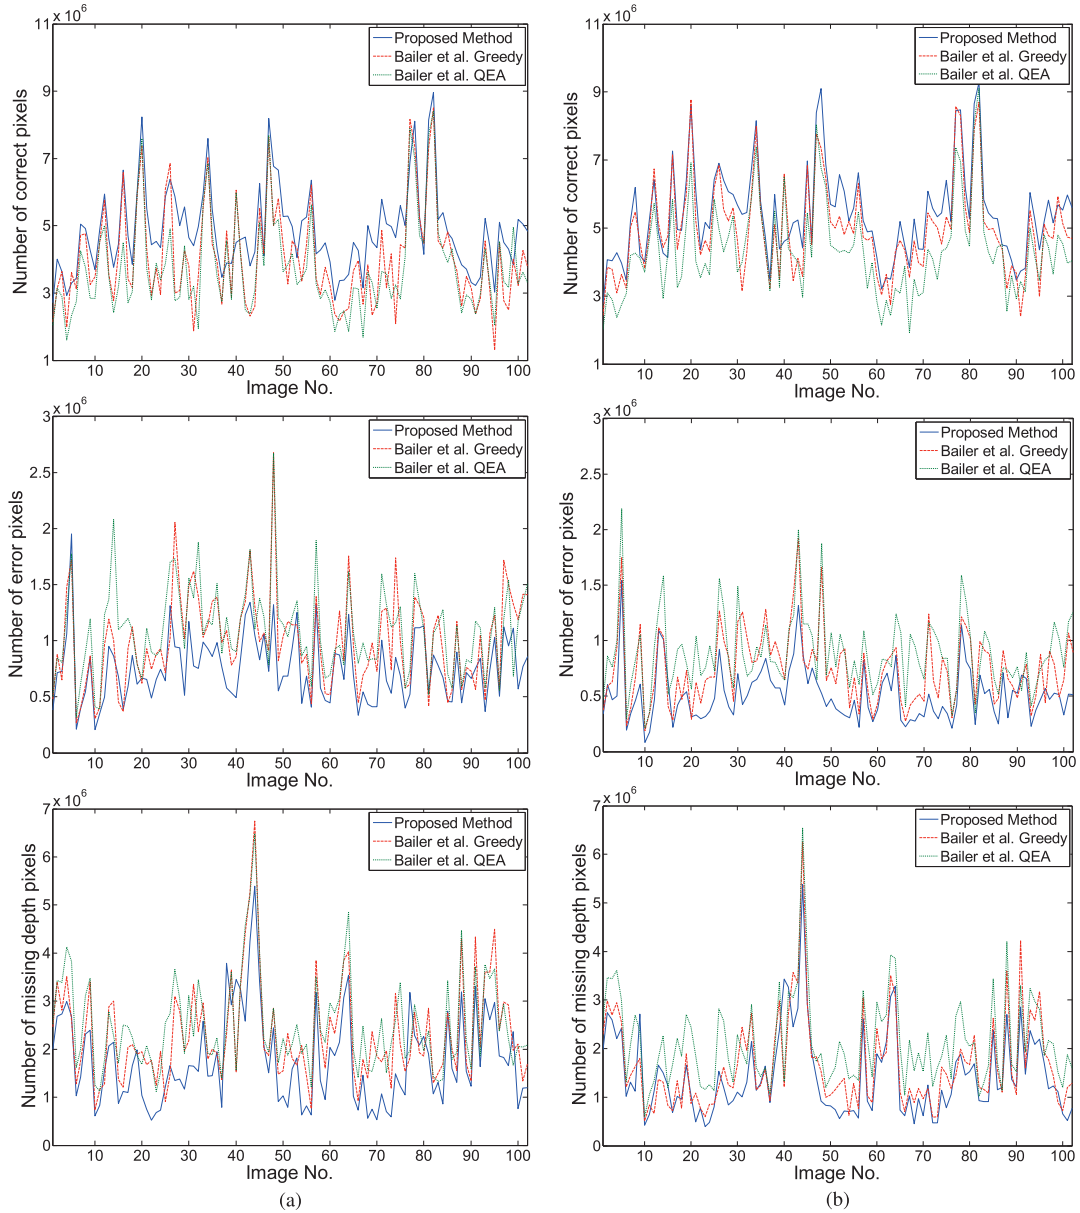 11 x 10^6
Number of correct pixels
9
7
5
3
1
Proposed Method
Bailer et al. Greedy
Bailer et al. QEA
10 20 30 40 50 60 70 80 90 100
Image No.
11 x 10^6
Number of correct pixels
9
7
5
3
1
Proposed Method
Bailer et al. Greedy
Bailer et al. QEA
10 20 30 40 50 60 70 80 90 100
Image No.
3 x 10^6
Number of error pixels
2.5
2
1.5
1
0.5
0
Proposed Method
Bailer et al. Greedy
Bailer et al. QEA
10 20 30 40 50 60 70 80 90 100
Image No.
3 x 10^6
Number of error pixels
2.5
2
1.5
1
0.5
0
Proposed Method
Bailer et al. Greedy
Bailer et al. QEA
10 20 30 40 50 60 70 80 90 100
Image No.
7 x 10^6
Number of missing depth pixels
6
5
4
3
2
1
0
Proposed Method
Bailer et al. Greedy
Bailer et al. QEA
10 20 30 40 50 60 70 80 90 100
Image No.
(a)
7 x 10^6
Number of missing depth pixels
6
5
4
3
2
1
0
Proposed Method
Bailer et al. Greedy
Bailer et al. QEA
10 20 30 40 50 60 70 80 90 100
Image No.
(b)